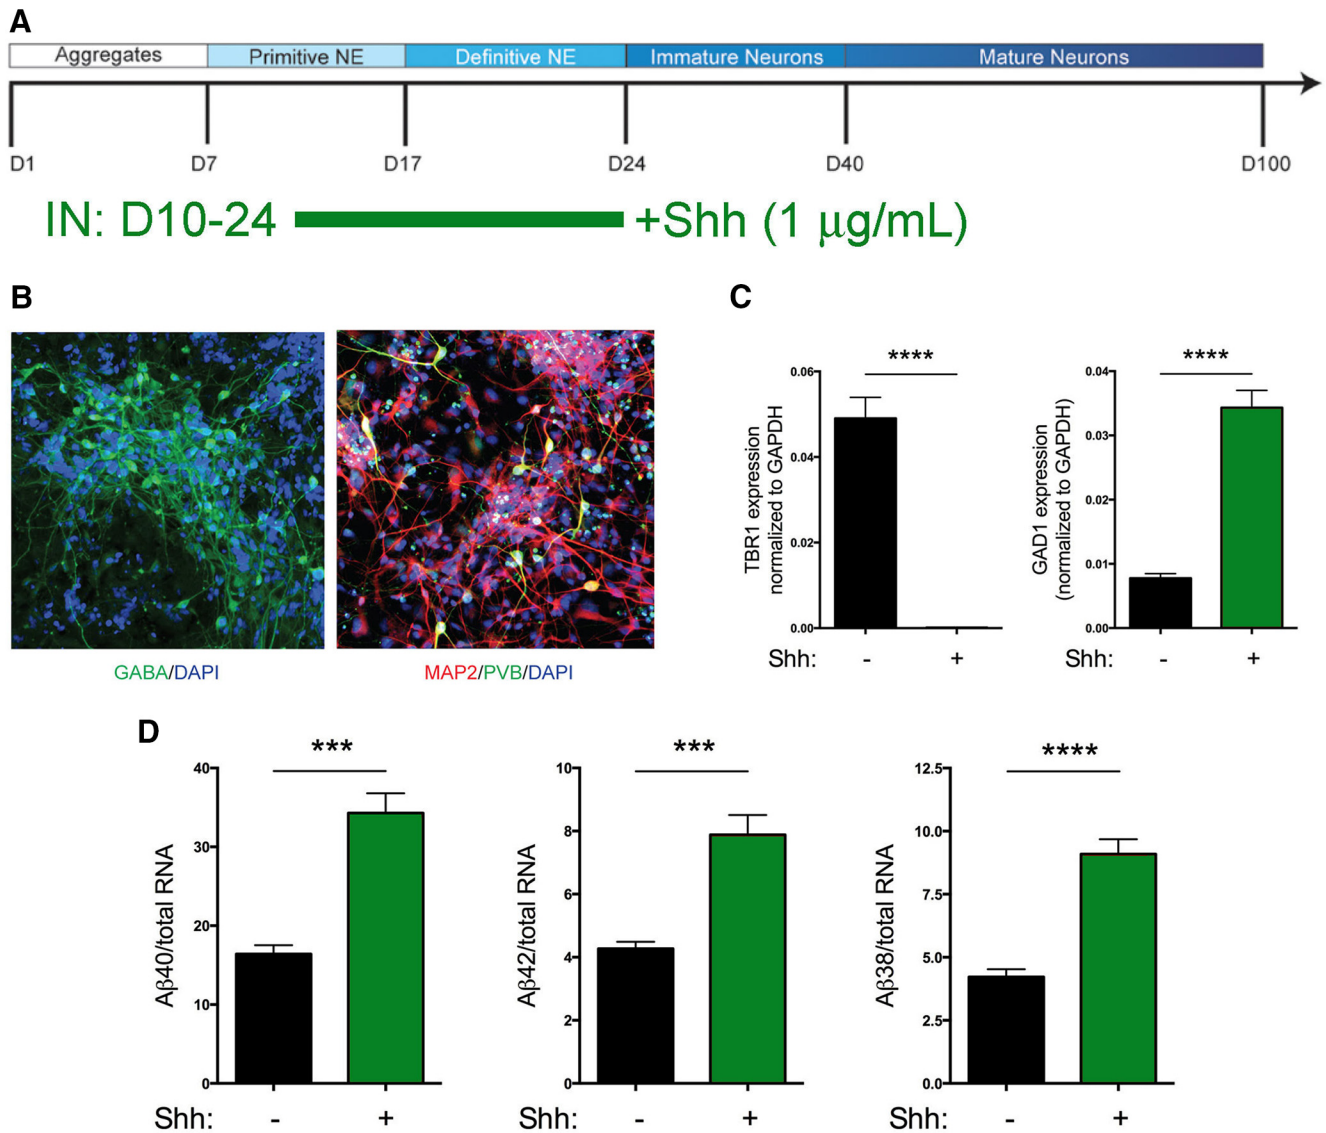 A
Aggregates Primitive NE Definitive NE Immature Neurons Mature Neurons
D1 D7 D17 D24 D40 D100
IN: D10-24 +Shh (1 μg/mL)
B
GABA/DAPI
MAP2/PVB/DAPI
C
****
TBR1 expression
normalized to GAPDH
0.06
0.04
0.02
0.00
Shh: - +
****
GAD1 expression
(normalized to GAPDH)
0.04
0.03
0.02
0.01
0.00
Shh: - +
D
***
Aβ40/total RNA
40
30
20
10
0
Shh: - +
***
Aβ42/total RNA
10
8
6
4
2
0
Shh: - +
****
Aβ38/total RNA
12.5
10.0
7.5
5.0
2.5
0.0
Shh: - +